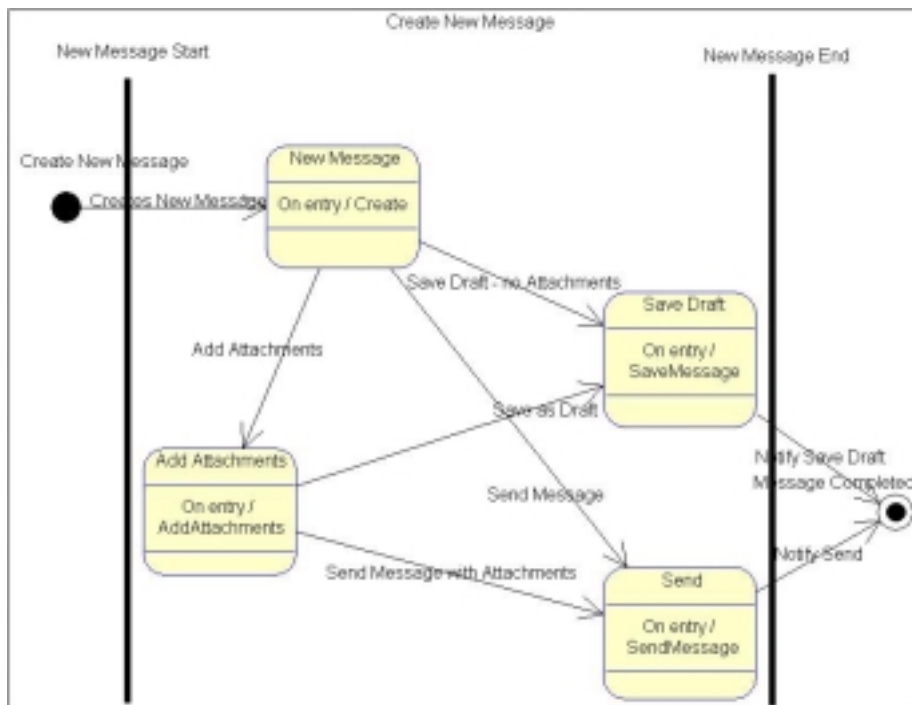 Create New Message
New Message Start
New Message End
Create New Message
New Message
Creates New Message
On entry / Create
Save Draft - no Attachments
Save Draft
On entry /
SaveMessage
Add Attachments
Save as Draft
Add Attachments
On entry /
AddAttachments
Notify Save Draft
Message Completed
Send Message
Notify Send
Send Message with Attachments
Send
On entry /
SendMessage